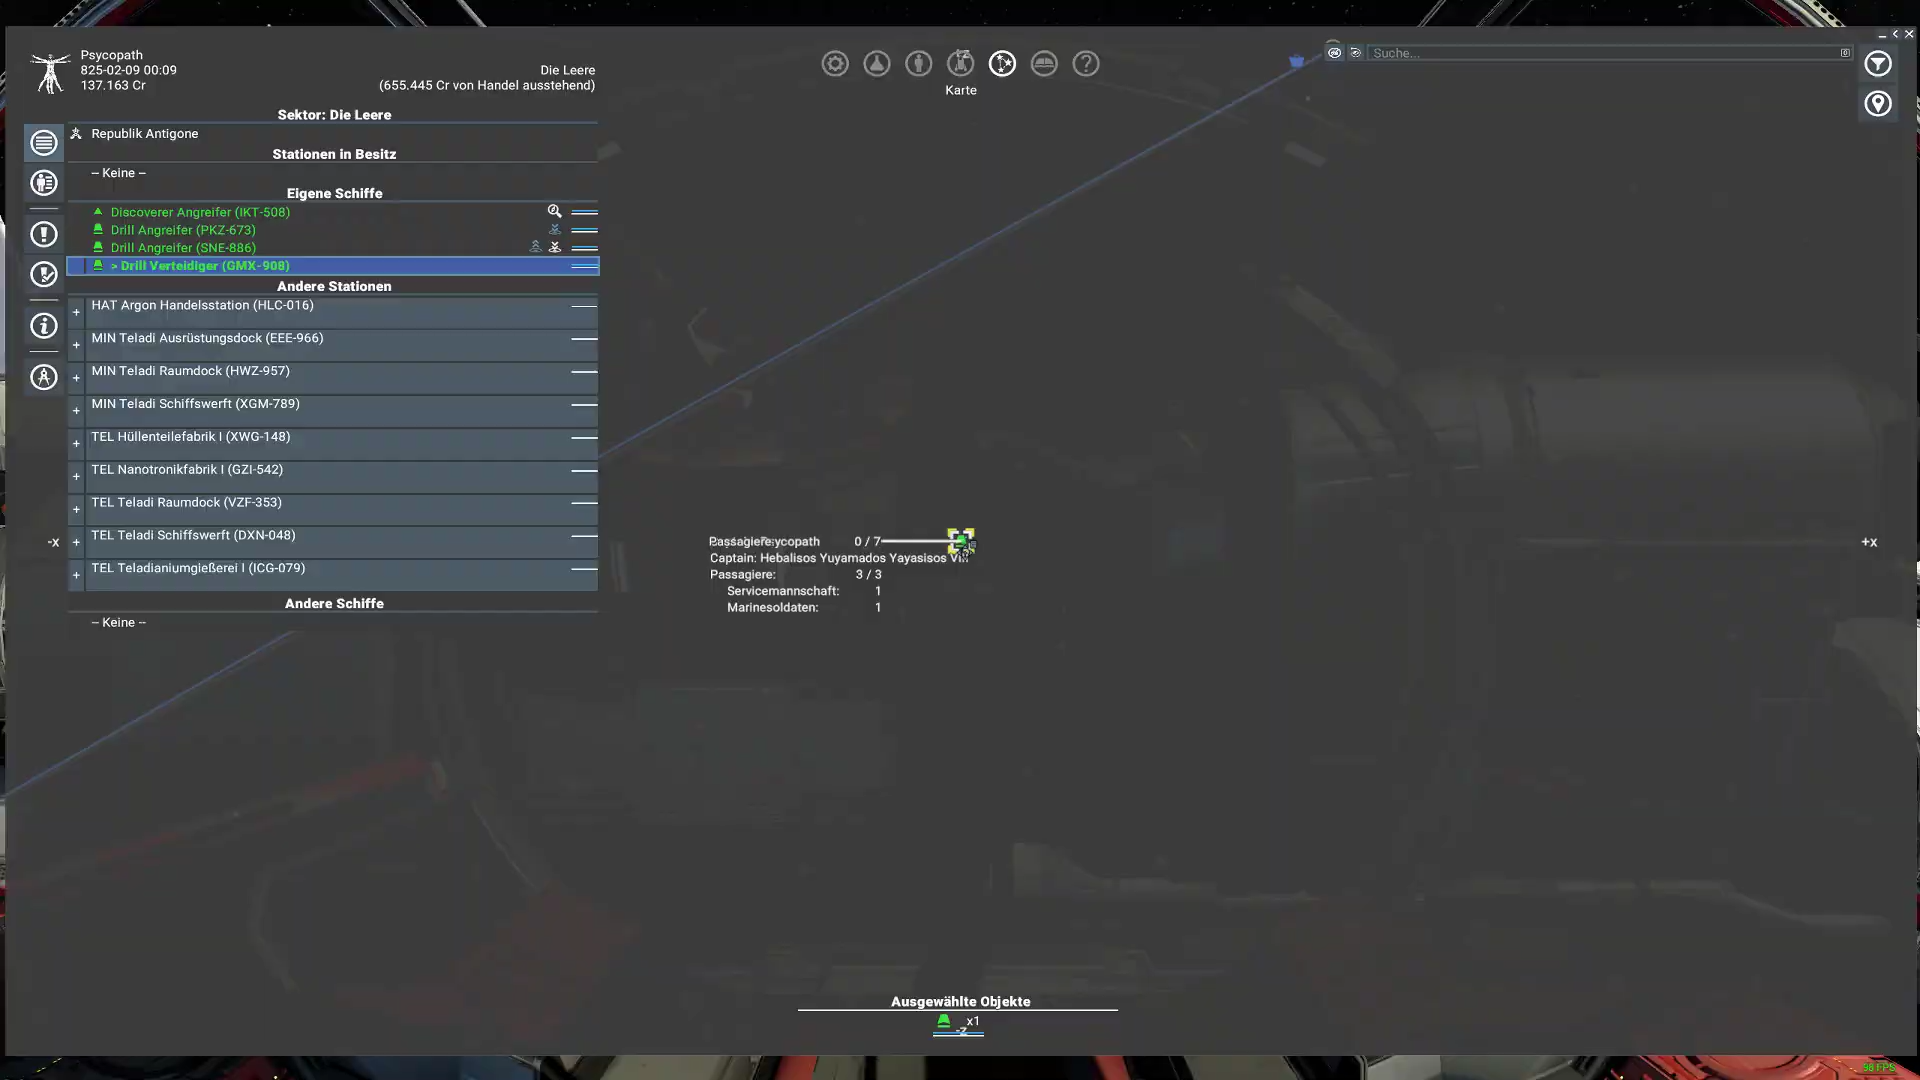 Psycopath
825-02-09 00:09
137.163 Cr
Die Leere
(655.445 Cr von Handel ausstehend)
Karte
Suche...
Sektor: Die Leere
Republik Antigone
Stationen in Besitz
-- Keine --
Eigene Schiffe
Discoverer Angreifer (IKT-508)
Drill Angreifer (PKZ-673)
Drill Angreifer (SNE-886)
> Drill Verteidiger (GMX-908)
Andere Stationen
HAT Argon Handelsstation (HLC-016)
MIN Teladi Ausrüstungsdock (EEE-966)
MIN Teladi Raumdock (HWZ-957)
MIN Teladi Schiffswerft (XGM-789)
TEL Hüllenteilefabrik I (XWG-148)
TEL Nanotronikfabrik I (GZI-542)
TEL Teladi Raumdock (VZF-353)
TEL Teladi Schiffswerft (DXN-048)
TEL Teladianiumgießerei I (ICG-079)
Andere Schiffe
-- Keine --
-X
+X
0 / 7
Captain: Hebalisos Yuyamados Yayasisos
Passagiere: 3 / 3
Servicemannschaft: 1
Marinesoldaten: 1
Ausgewählte Objekte
x1
-Z
98 FPS